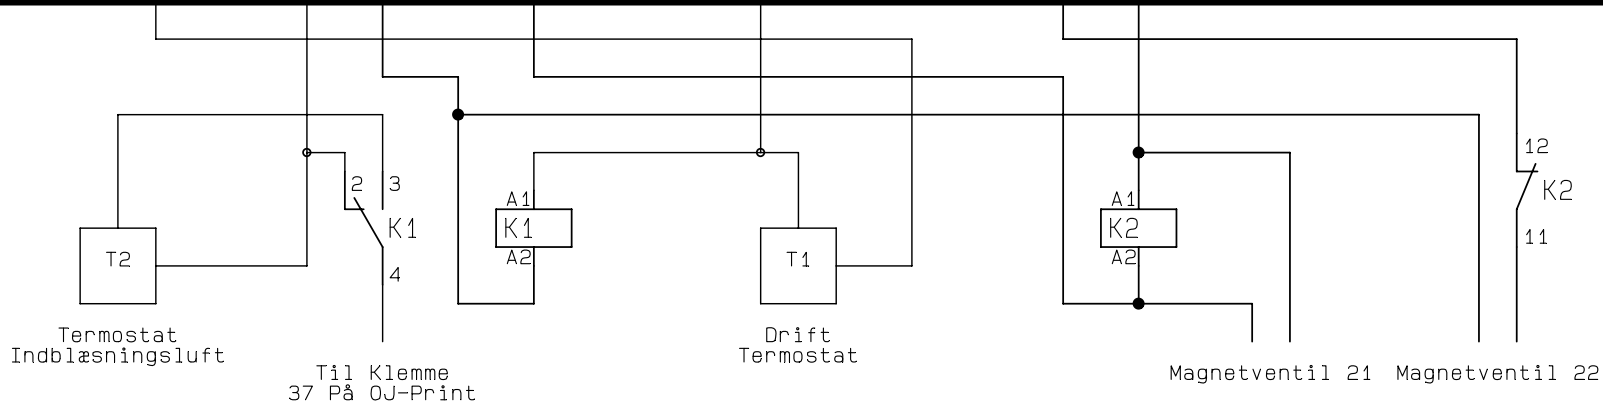 12
2 3
A1
A1
K2
K1
K1
K2
11
T2
A2
T1
A2
4
Termostat
Indblæsningsluft
Drift
Termostat
Til Klemme
37 På OJ-Print
Magnetventil 21
Magnetventil 22